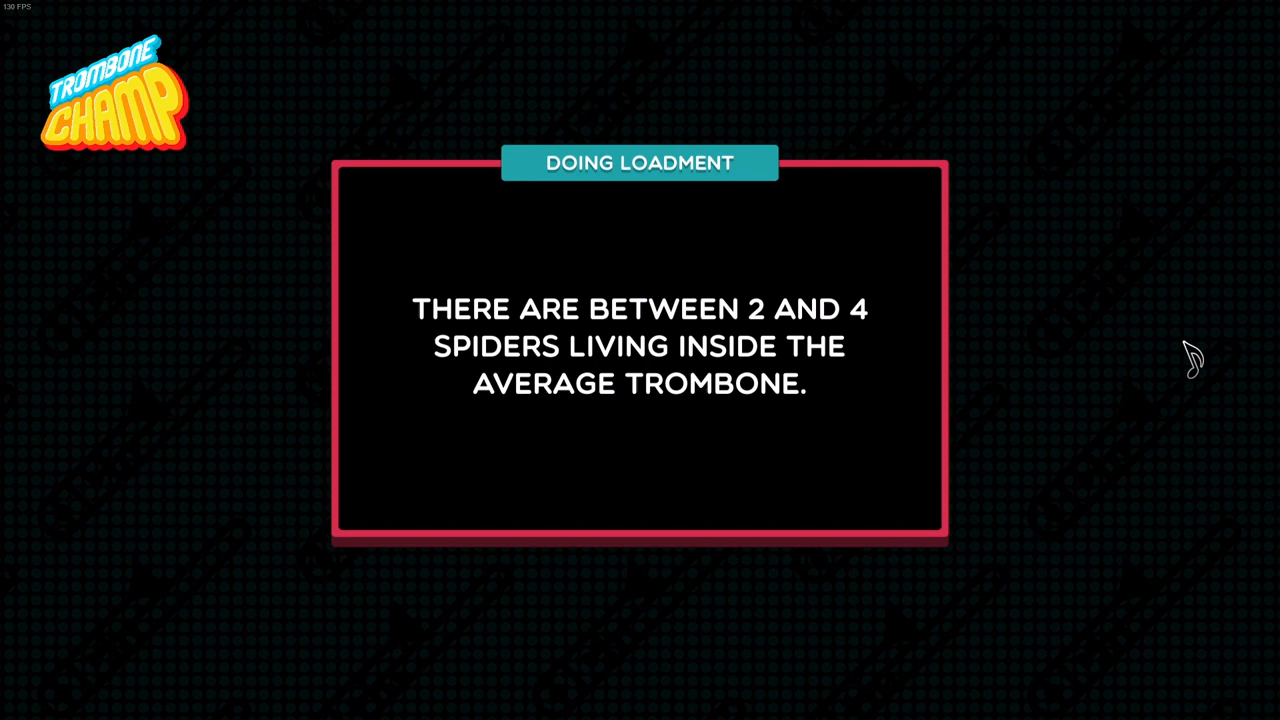 130 FPS
TROMBONE
CHAMP
DOING LOADMENT
THERE ARE BETWEEN 2 AND 4
SPIDERS LIVING INSIDE THE
AVERAGE TROMBONE.